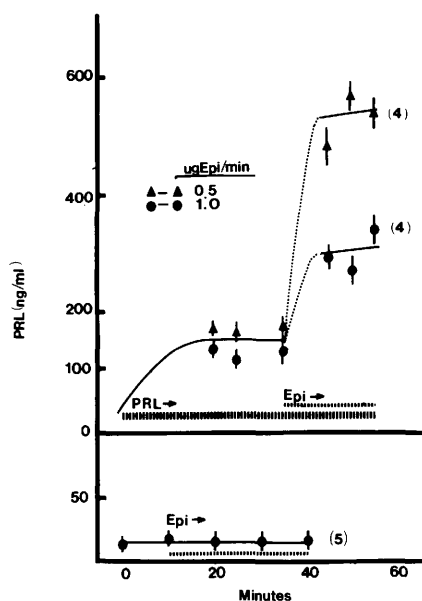 600
400
200
100
0
PRL(ng/ml)
ugEpi/min
▲–▲ 0.5
●–● 1.0
(4)
(4)
PRL→
Epi→
50
Epi→
(5)
0 20 40 60
Minutes